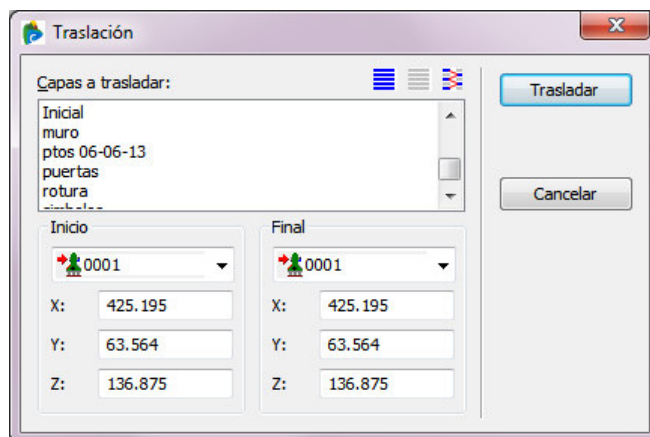 Traslación
Capas a trasladar:
Trasladar
Inicial
muro
ptos 06-06-13
puertas
rotura
Cancelar
Inicio
Final
0001
0001
X: 425.195
X: 425.195
Y: 63.564
Y: 63.564
Z: 136.875
Z: 136.875